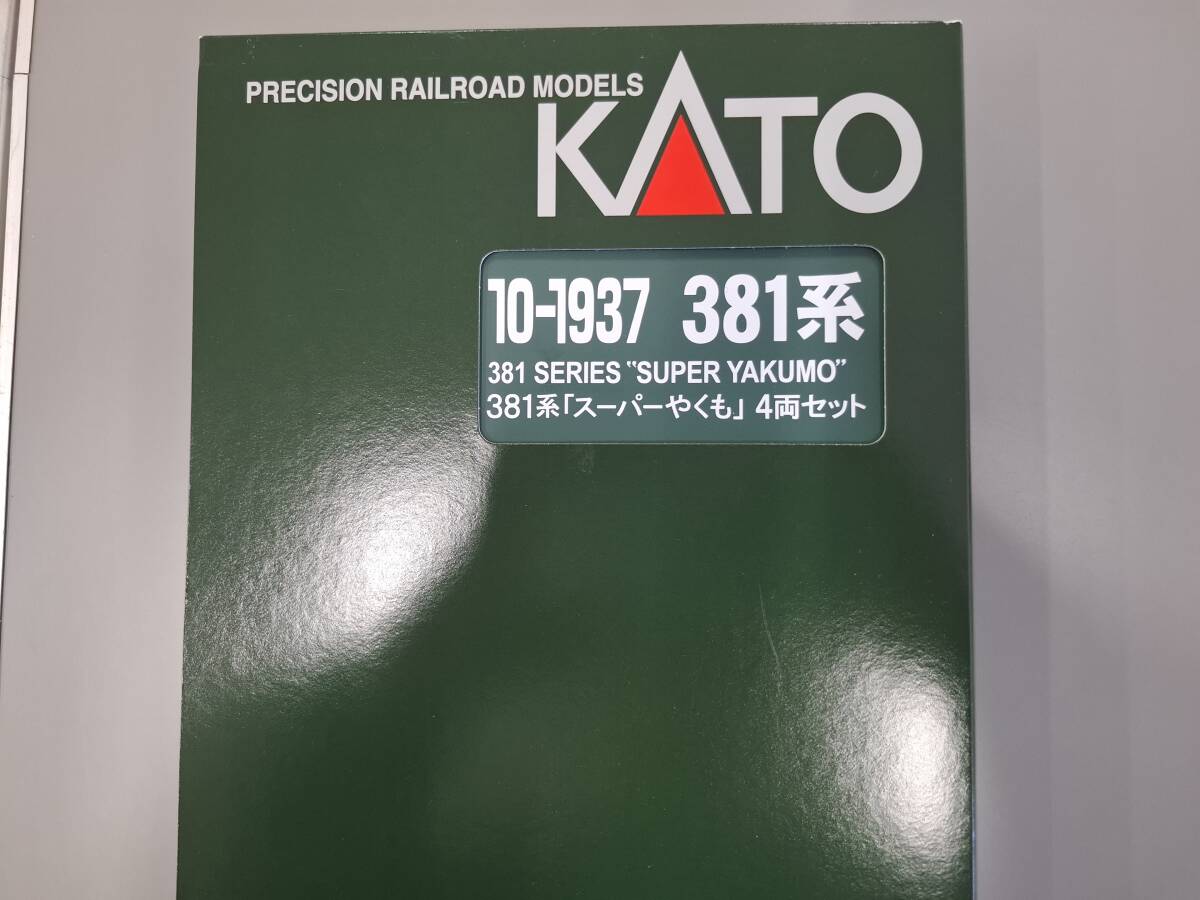 PRECISION RAILROAD MODELS
KATO
10-1937 381系
381 SERIES "SUPER YAKUMO"
381系「スーパーやくも」 4両セット